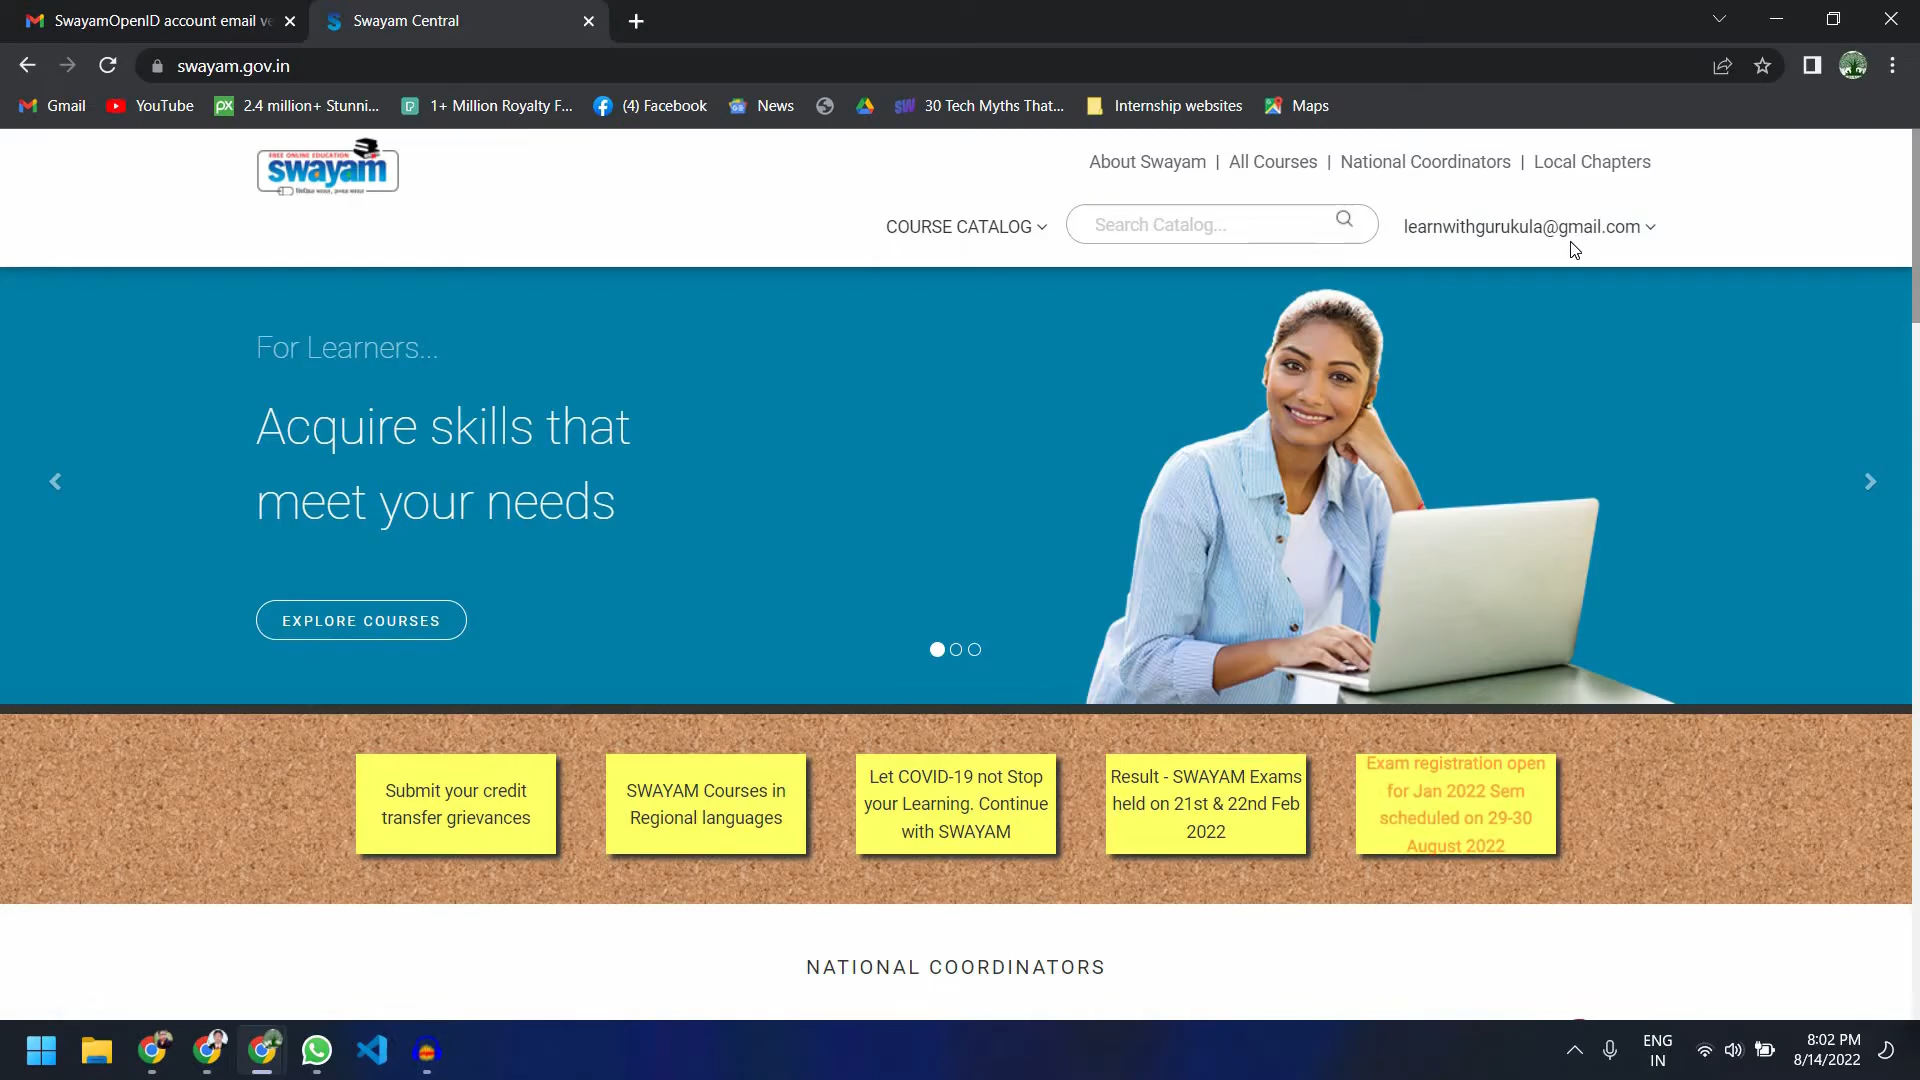 SwayamOpenID account email ve
Swayam Central
swayam.gov.in
Gmail
YouTube
2.4 million+ Stunni...
1+ Million Royalty F...
(4) Facebook
News
30 Tech Myths That...
Internship websites
Maps
FREE ONLINE EDUCATION
swayam
About Swayam | All Courses | National Coordinators | Local Chapters
COURSE CATALOG
Search Catalog...
learnwithgurukula@gmail.com
For Learners...
Acquire skills that
meet your needs
EXPLORE COURSES
Submit your credit
transfer grievances
SWAYAM Courses in
Regional languages
Let COVID-19 not Stop
your Learning. Continue
with SWAYAM
Result - SWAYAM Exams
held on 21st & 22nd Feb
2022
Exam registration open
for Jan 2022 Sem
scheduled on 29-30
August 2022
NATIONAL COORDINATORS
ENG
IN
8:02 PM
8/14/2022